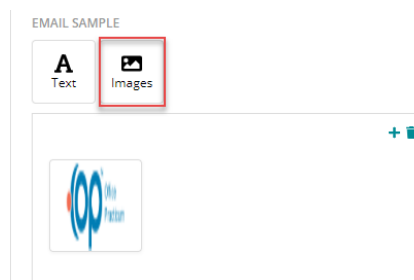 EMAIL SAMPLE
A
Text
Images
op
Office
Practicum